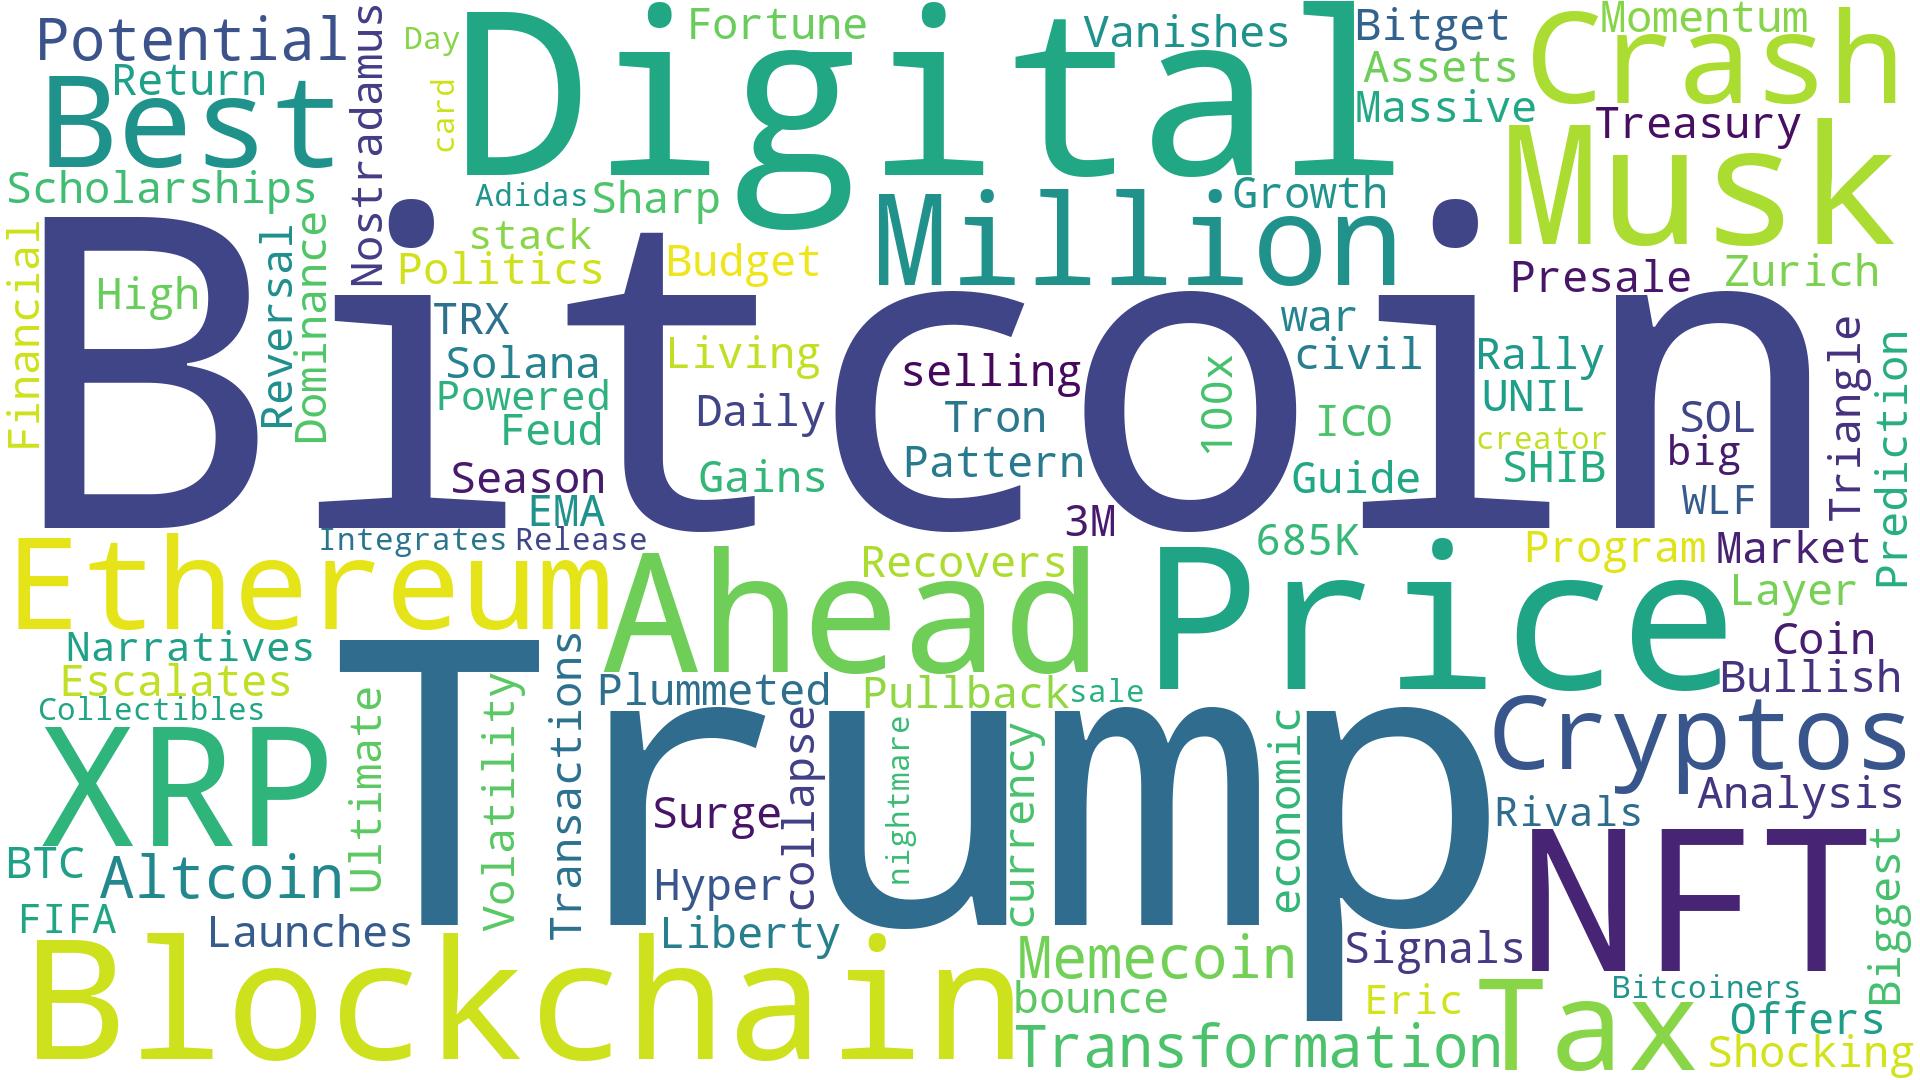 Potential
Return
Best
Nostradamus
Day
card
Digital
Fortune
Vanishes
Bitget
Assets
Massive
Crash
Momentum
Treasury
Musk
Scholarships
Adidas
Sharp
stack
Politics
Budget
Million
Growth
Presale
Zurich
Financial
High
Reversal
Dominance
Bitcoin
TRX
Solana
Powered
Feud
Season
EMA
Living
Daily
Gains
selling
Tron
Pattern
3M
100x
war
civil
ICO
Guide
Rally
UNIL
creator
SHIB
SOL
big
WLF
Triangle
Prediction
Integrates
Release
Ethereum
Ahead
Recovers
685K
Price
Program
Market
Layer
Coin
Bullish
Narratives
Escalates
Collectibles
XRP
Ultimate
Volatility
Transactions
Trump
Plummeted
Pullback
sale
Surge
collapse
nightmare
currency
economic
Cryptos
Analysis
Rivals
BTC
Altcoin
FIFA
Launches
Hyper
Liberty
NFT
Biggest
Blockchain
Memecoin
bounce
Transformation
Signals
Eric
Tax
Bitcoiners
Offers
Shocking